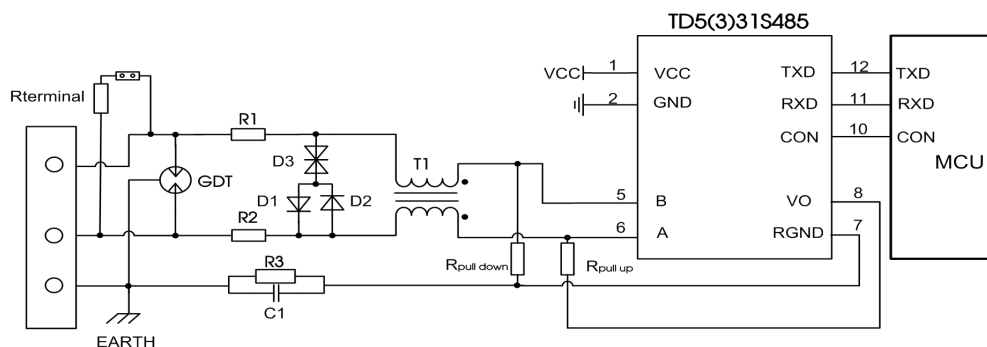 TD5(3)31S485
VCC 1 VCC TXD 12 TXD
2 GND RXD 11 RXD
CON 10 CON
MCU
Rterminal
R1
D3
T1
GDT
D1 D2
5 B VO 8
R2
6 A RGND 7
Rpull down Rpull up
R3
C1
EARTH